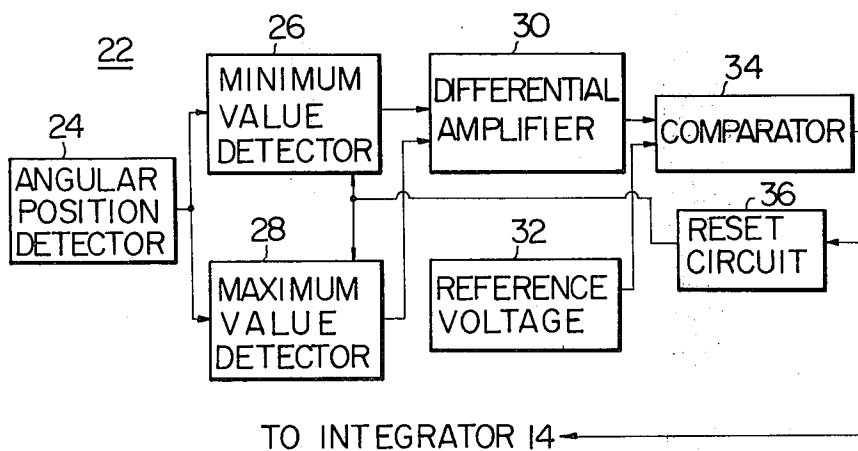 22
24
ANGULAR
POSITION
DETECTOR
26
MINIMUM
VALUE
DETECTOR
28
MAXIMUM
VALUE
DETECTOR
30
DIFFERENTIAL
AMPLIFIER
32
REFERENCE
VOLTAGE
34
COMPARATOR
36
RESET
CIRCUIT
TO INTEGRATOR 14